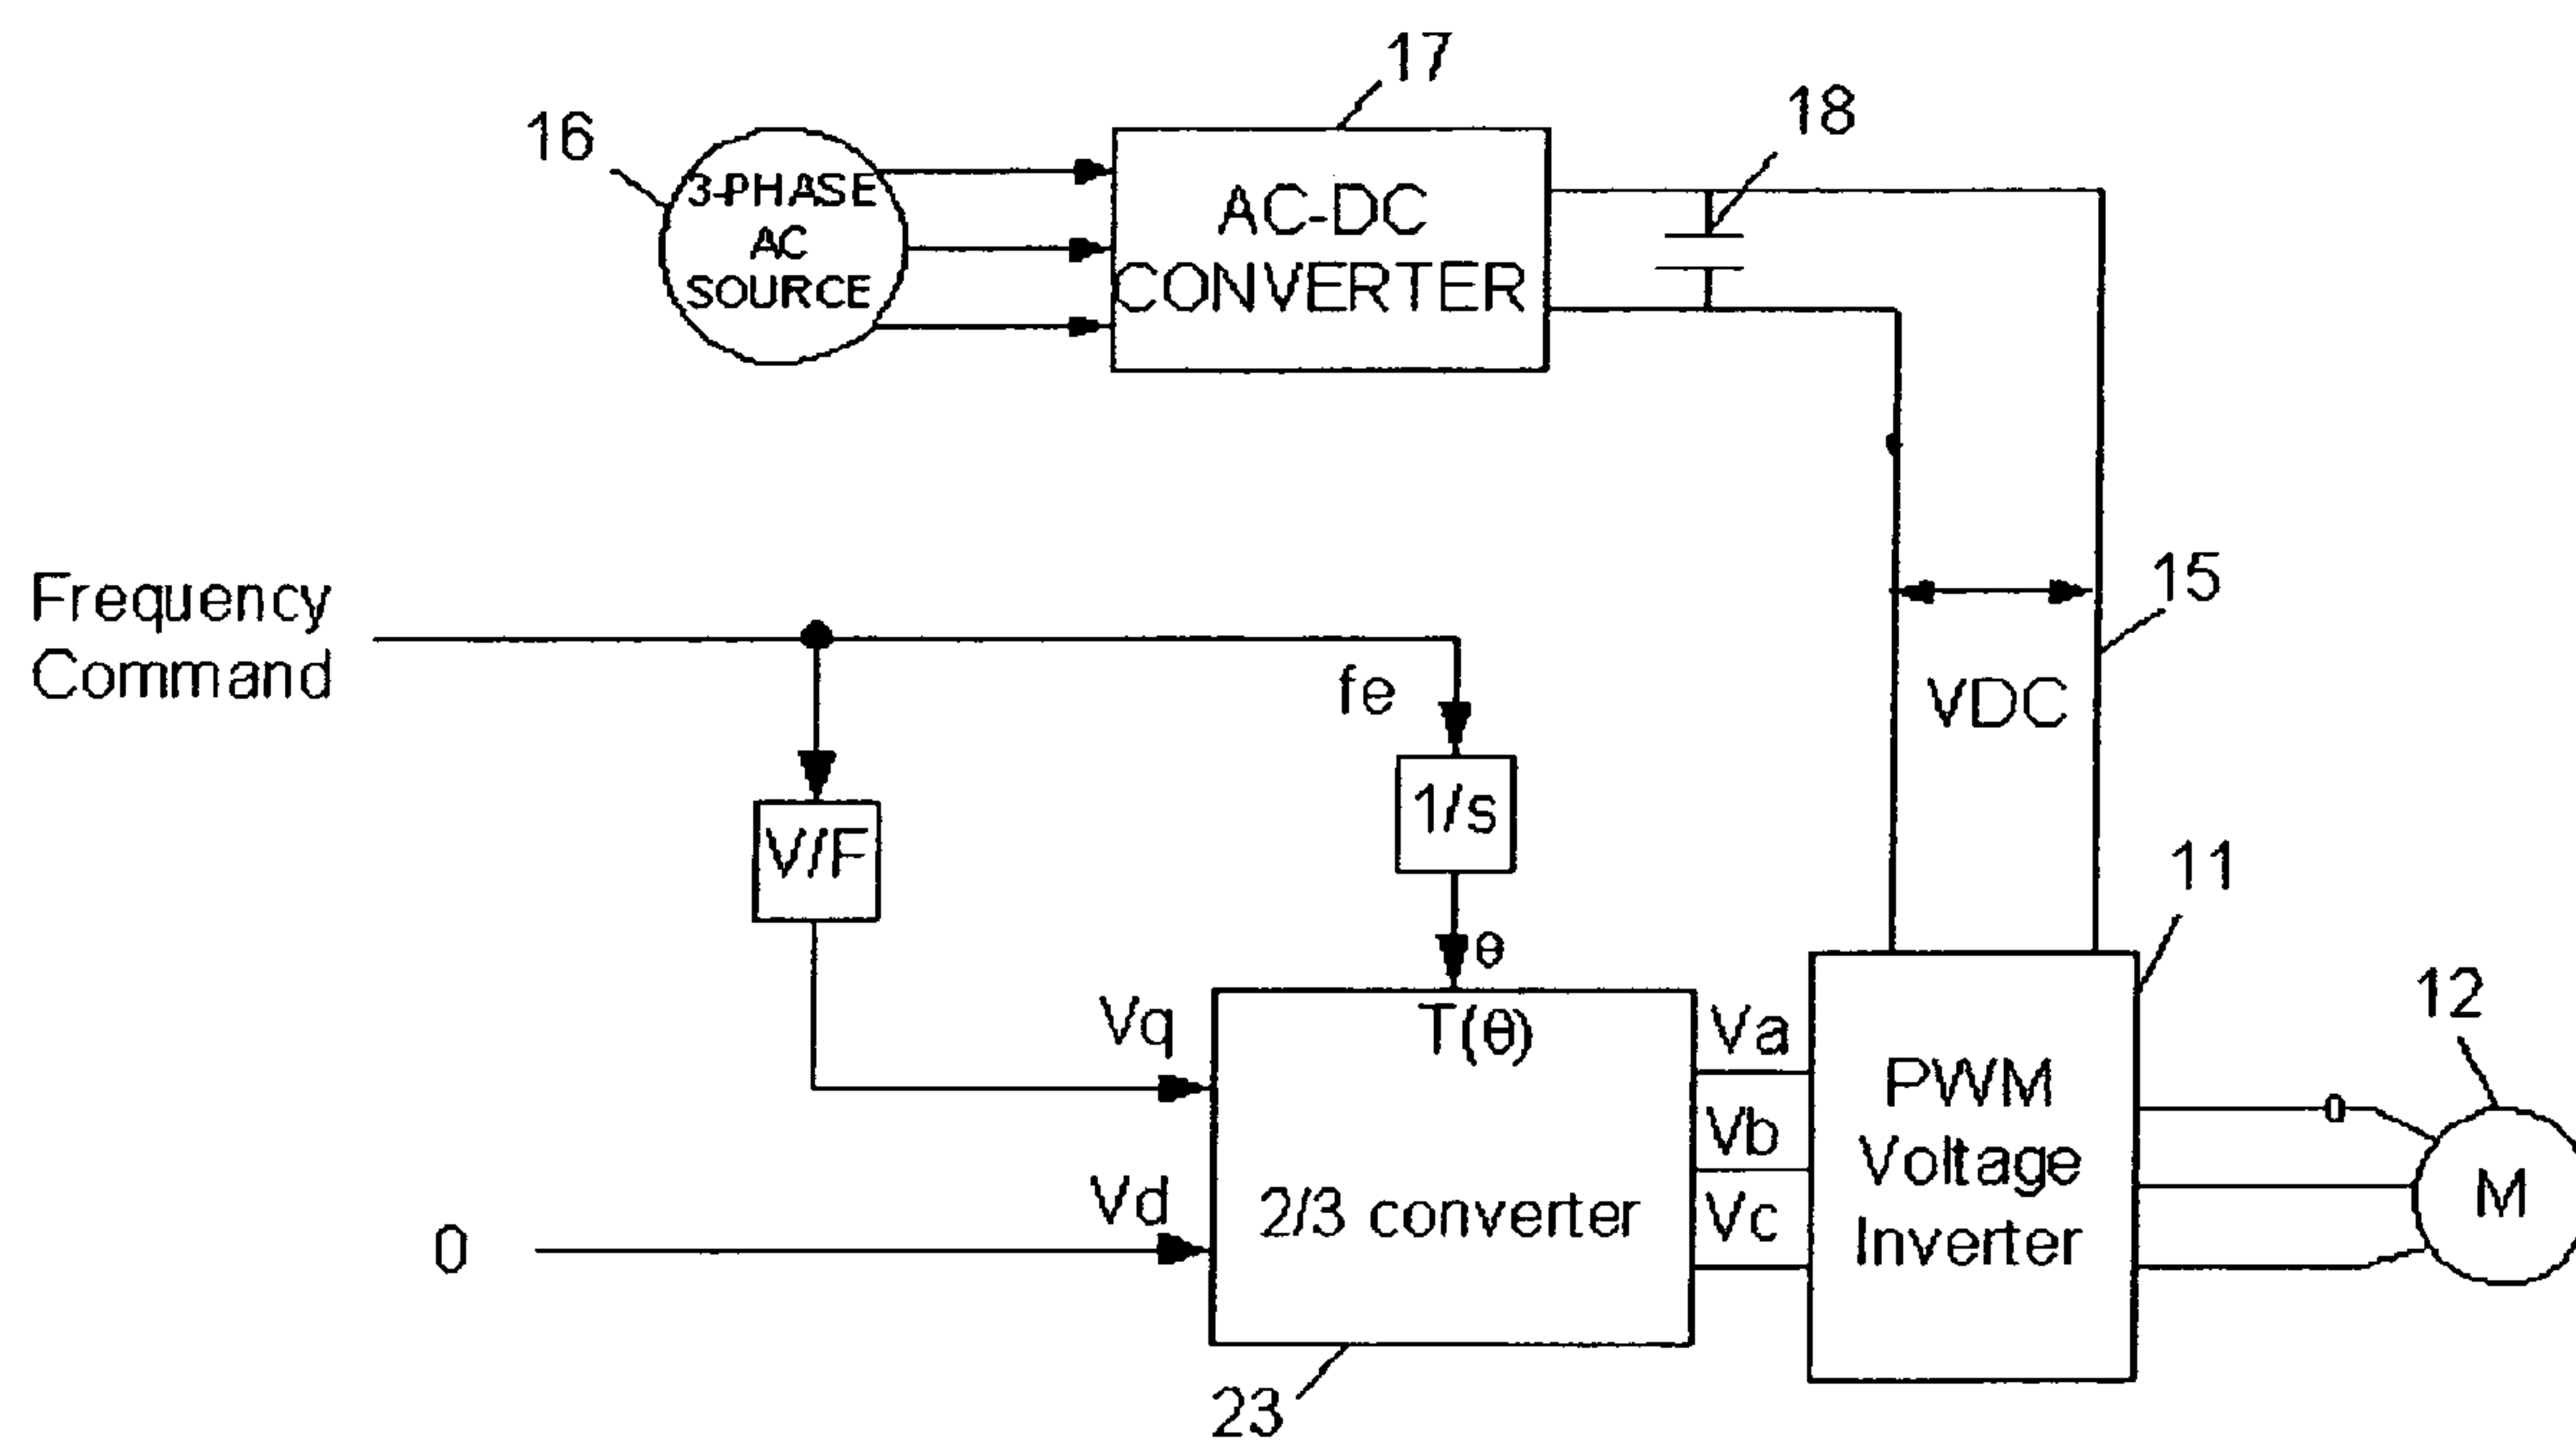 17
18
16
3-PHASE
AC
SOURCE
AC-DC
CONVERTER
Frequency
Command
15
fe
VDC
1/s
V/F
11
θ
12
Vq
T(θ)
Va
PWM
Voltage
Inverter
Vb
M
Vd
2/3 converter
Vc
0
23